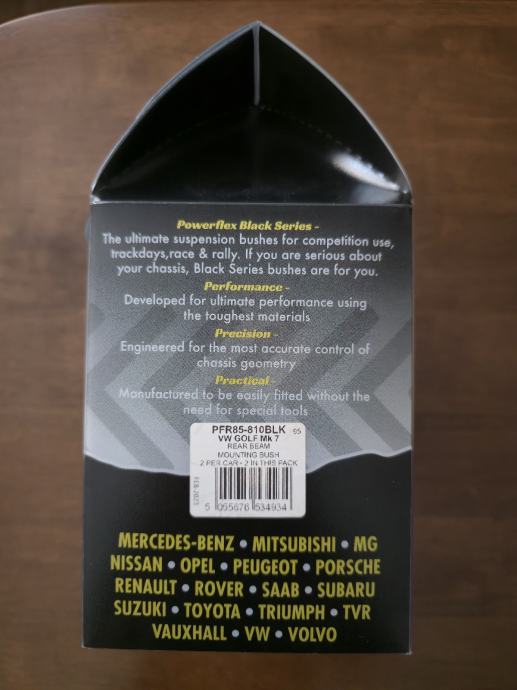 Powerflex Black Series -
The ultimate suspension bushes for competition use,
trackdays,race & rally. If you are serious about
your chassis, Black Series bushes are for you.
Performance -
Developed for ultimate performance using
the toughest materials
Precision -
Engineered for the most accurate control of
chassis geometry
Practical -
Manufactured to be easily fitted without the
need for special tools
PFR85-810BLK 95
VW GOLF Mk 7
REAR BEAM
MOUNTING BUSH
2 PER CAR - 2 IN THIS PACK
FEB-2023
5 055676 534934
MERCEDES-BENZ • MITSUBISHI • MG
NISSAN • OPEL • PEUGEOT • PORSCHE
RENAULT • ROVER • SAAB • SUBARU
SUZUKI • TOYOTA • TRIUMPH • TVR
VAUXHALL • VW • VOLVO